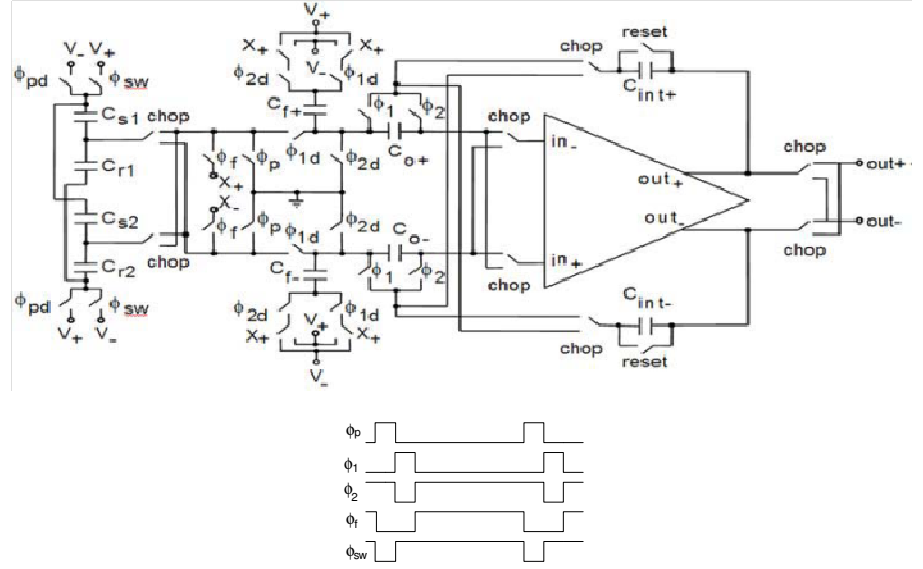 V+
reset
X+ X+
chop
V- V+
ϕ2d V- ϕ1d
ϕpd ϕsw
Cint+
Cs1 chop
Cf+
ϕ1 ϕ2
chop
in-
chop
Cr1
ϕf ϕp ϕ1d ϕ2d Co+
X+
out+
out+
Cs2
X-
out-
out-
ϕf ϕp ϕ1d ϕ2d Co-
in+
chop
Cr2
chop
Cf-
ϕ1 ϕ2
chop
Cint-
ϕpd ϕsw
ϕ2d V+ ϕ1d
V+ V-
X+ X+
chop
reset
V-
ϕp
ϕ1
ϕ2
ϕf
ϕsw